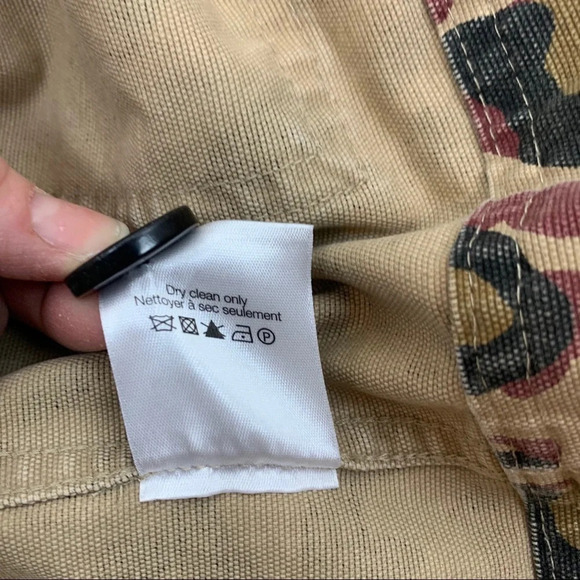 Dry clean only
Nettoyer à sec seulement
P